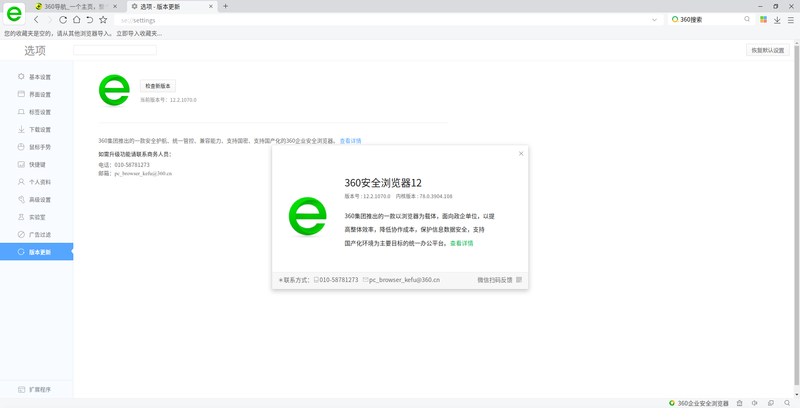 360导航_一个主页，整个
选项 - 版本更新
se://settings
360搜索
您的收藏夹是空的，请从其他浏览器导入。 立即导入收藏夹...
选项
恢复默认设置
基本设置
界面设置
标签设置
下载设置
鼠标手势
快捷键
个人资料
高级设置
实验室
广告过滤
版本更新
扩展程序
检查新版本
当前版本号：12.2.1070.0
360集团推出的一款安全护航、统一管控、兼容能力、支持国密、支持国产化的360企业安全浏览器。 查看详情
如需升级功能请联系商务人员：
电话：010-58781273
邮箱：pc_browser_kefu@360.cn
360安全浏览器12
版本号：12.2.1070.0 内核版本：78.0.3904.108
360集团推出的一款以浏览器为载体，面向政企单位，以提
高整体效率，降低协作成本，保护信息数据安全，支持
国产化环境为主要目标的统一办公平台。查看详情
联系方式： 010-58781273 pc_browser_kefu@360.cn 微信扫码反馈
360企业安全浏览器